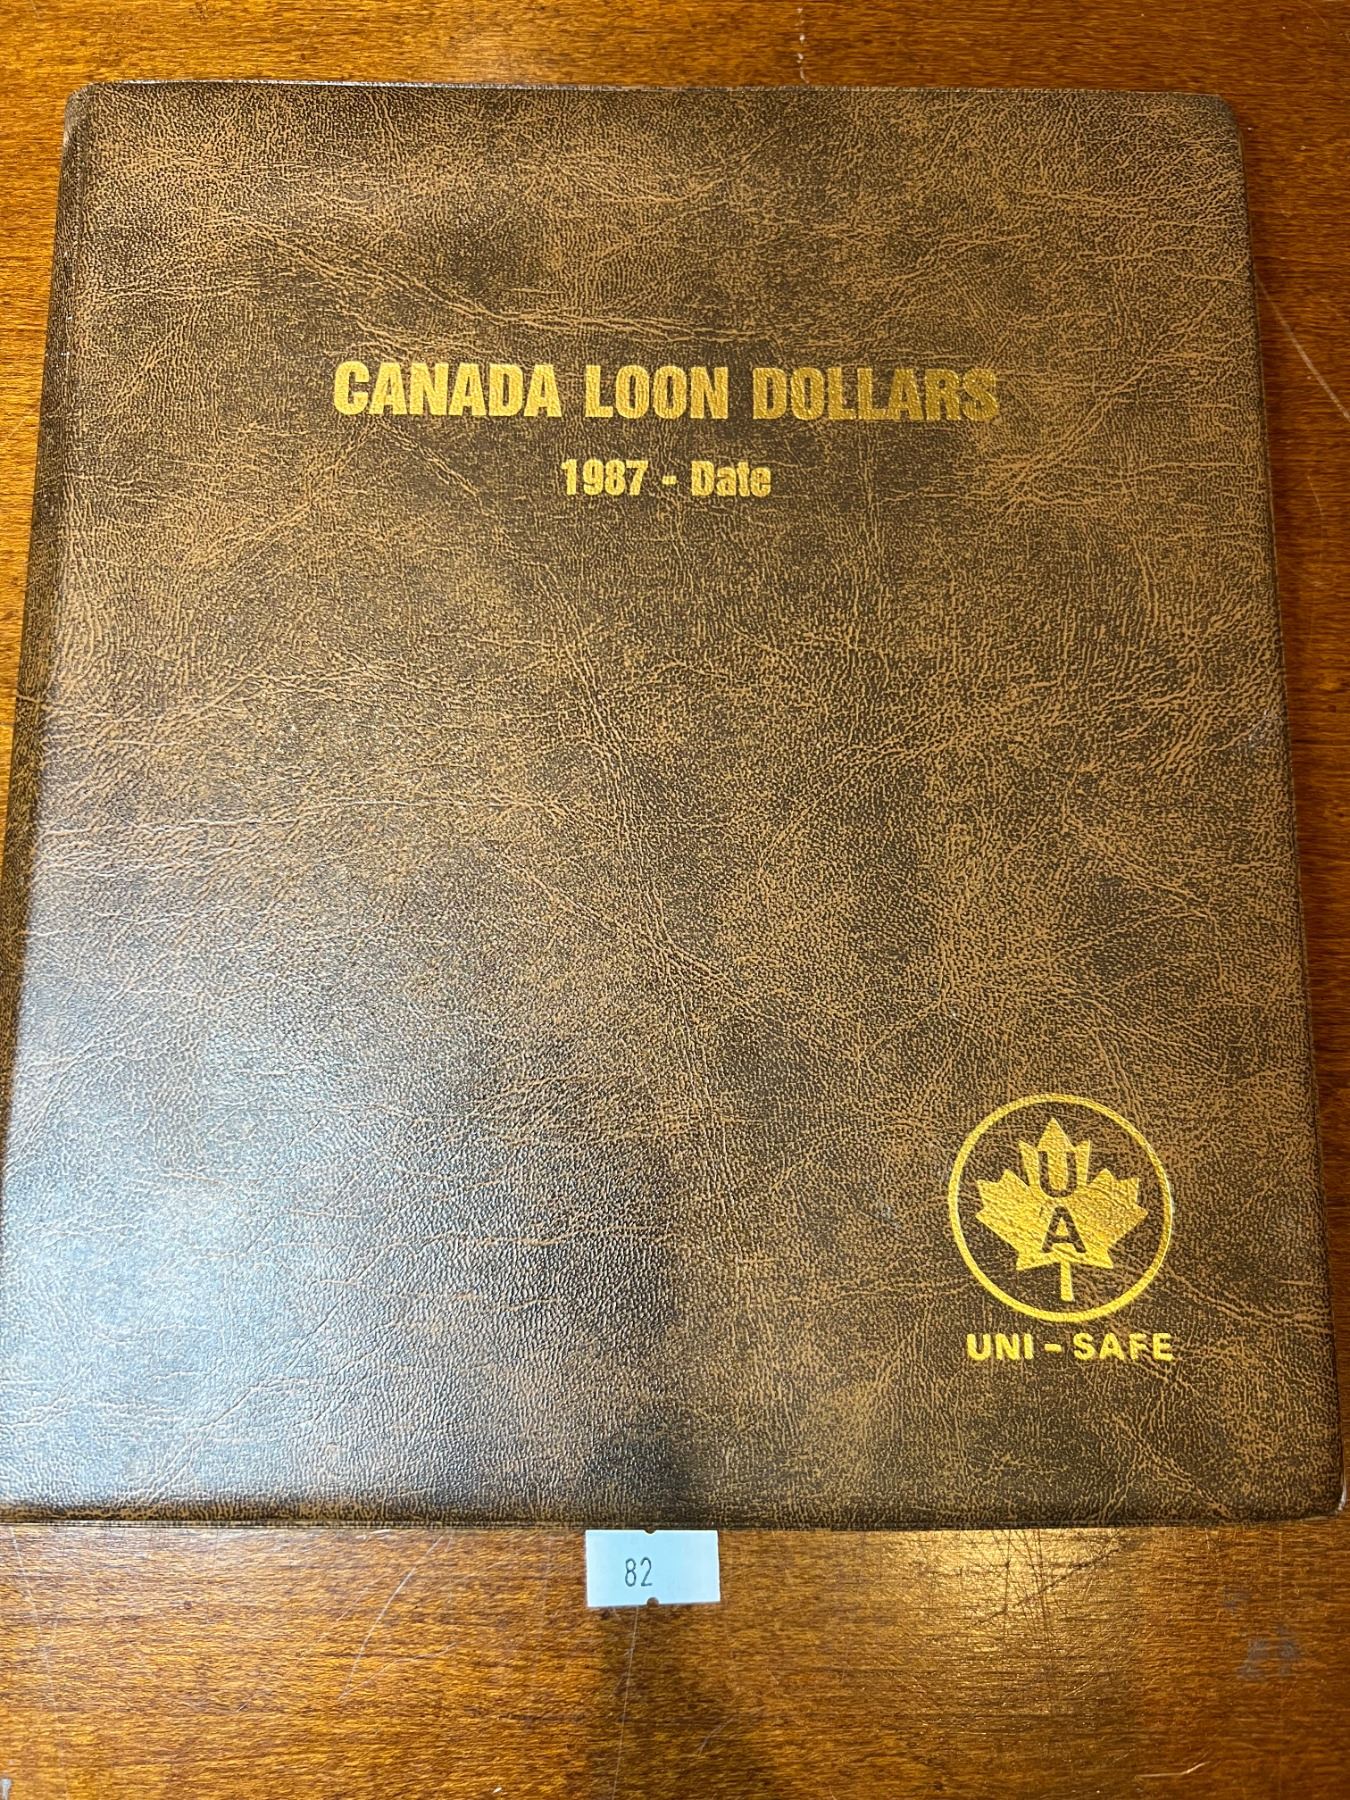 CANADA LOON DOLLARS
1987 - Date
U
A
UNI-SAFE
82